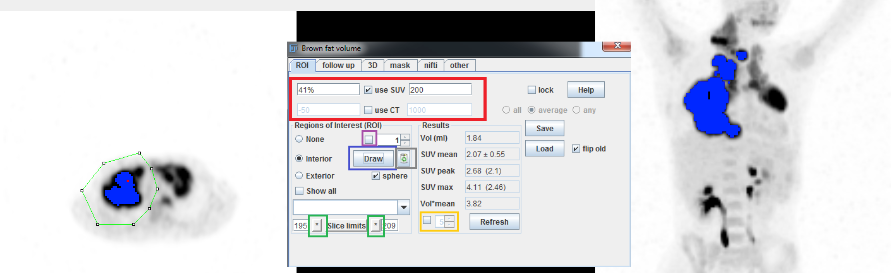 Brown fat volume
ROI follow up 3D mask nifti other
41% use SUV 200 lock Help
-50 use CT 1000 all average any
Regions of Interest (ROI) Results Save
None 1 Vol (ml) 1.84
Interior Draw SUV mean 2.07 ± 0.55 Load flip old
Exterior sphere SUV peak 2.68 (2.1)
Show all SUV max 4.11 (2.46)
Vol*mean 3.82
195 Slice limits 209 5 Refresh